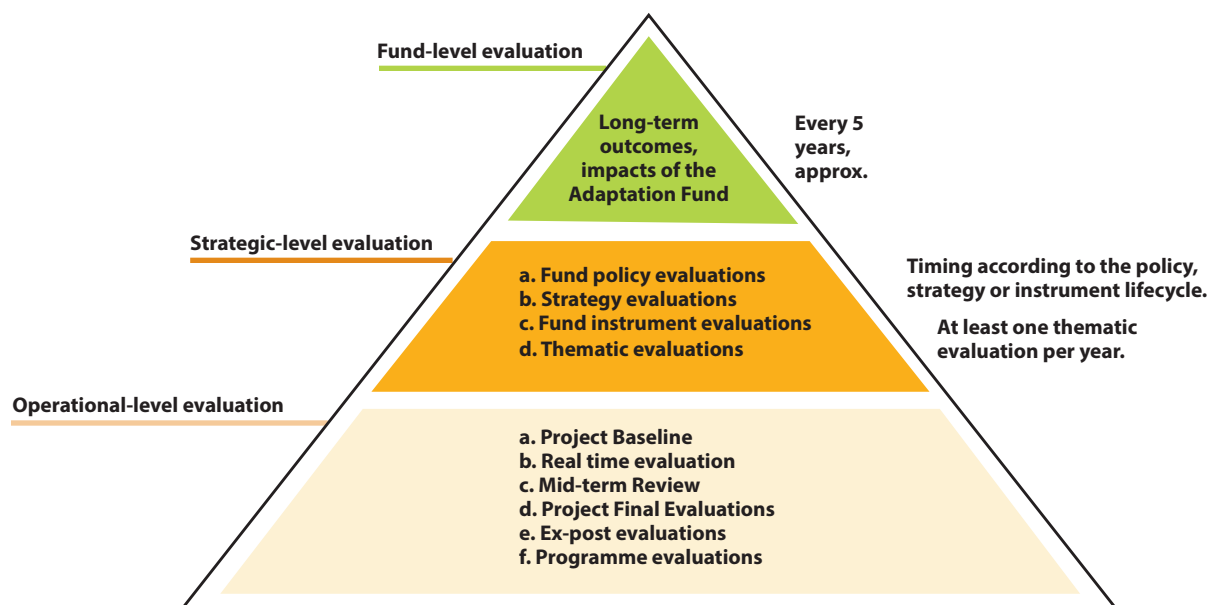 Fund-level evaluation
Long-term
outcomes,
impacts of the
Adaptation Fund
Every 5
years,
approx.
Strategic-level evaluation
a. Fund policy evaluations
b. Strategy evaluations
c. Fund instrument evaluations
d. Thematic evaluations
Timing according to the policy,
strategy or instrument lifecycle.
At least one thematic
evaluation per year.
Operational-level evaluation
a. Project Baseline
b. Real time evaluation
c. Mid-term Review
d. Project Final Evaluations
e. Ex-post evaluations
f. Programme evaluations